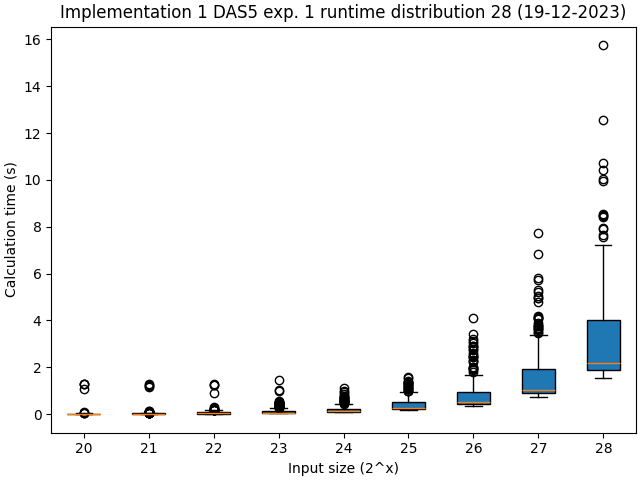 Implementation 1 DAS5 exp. 1 runtime distribution 28 (19-12-2023)
16
14
12
10
8
6
4
2
0
Calculation time (s)
20 21 22 23 24 25 26 27 28
Input size (2^x)